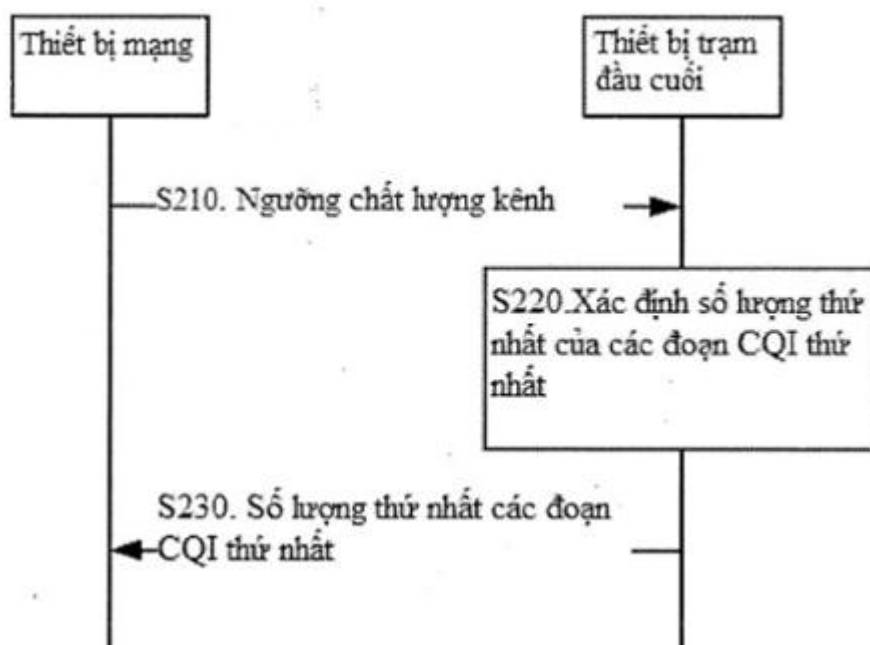 Thiết bị mạng
Thiết bị trạm
đầu cuối
S210. Ngưỡng chất lượng kênh
S220.Xác định số lượng thứ
nhất của các đoạn CQI thứ
nhất
S230. Số lượng thứ nhất các đoạn
CQI thứ nhất